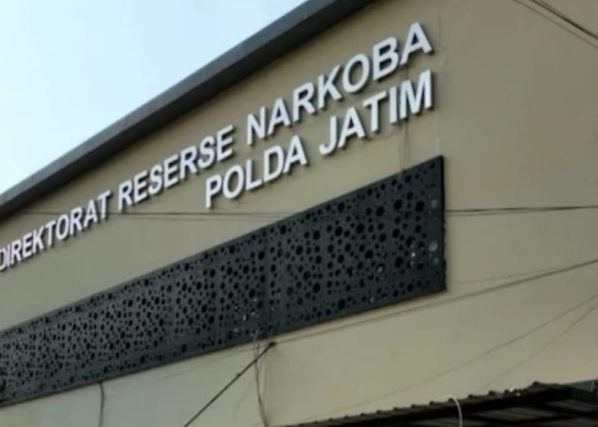 DIREKTORAT RESERSE NARKOBA
POLDA JATIM